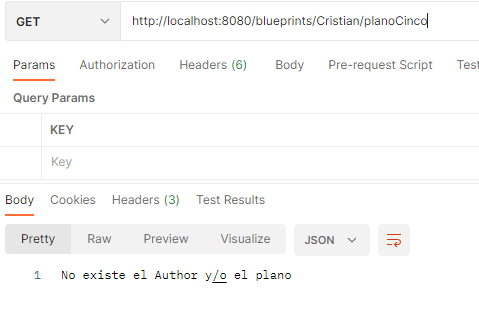 GET http://localhost:8080/blueprints/Cristian/planoCinco
Params Authorization Headers (6) Body Pre-request Script Test
Query Params
KEY
Key
Body Cookies Headers (3) Test Results
Pretty Raw Preview Visualize JSON
1 No existe el Author y/o el plano